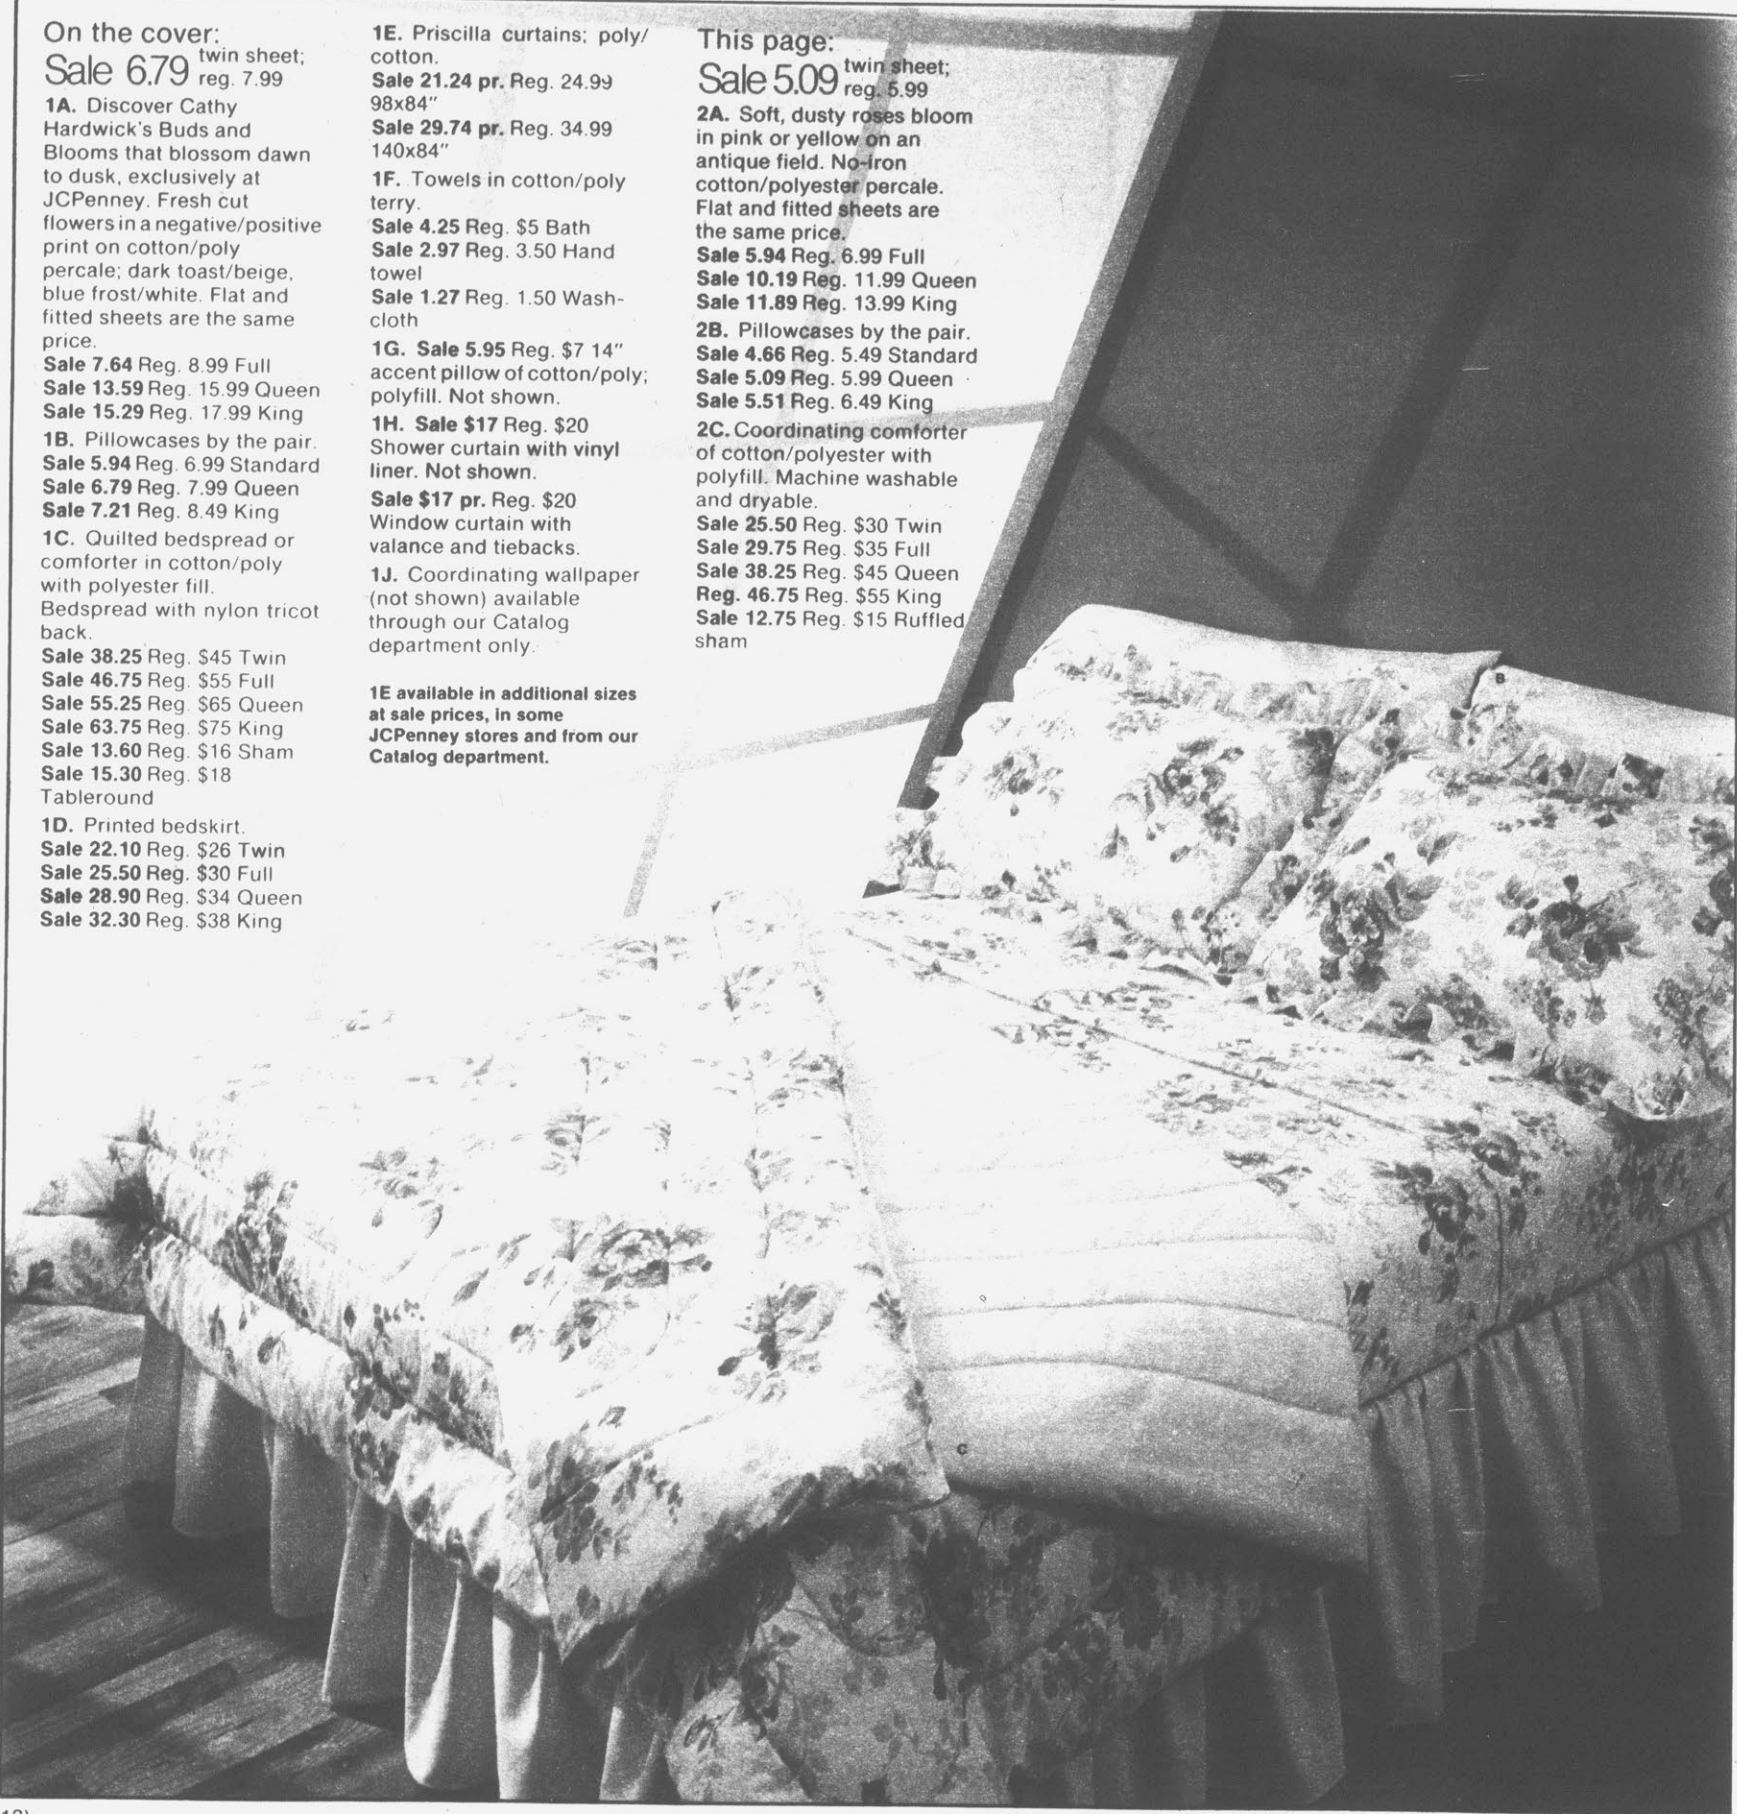 On the cover:
Sale 6.79 twin sheet; reg. 7.99
1A. Discover Cathy
Hardwick's Buds and
Blooms that blossom dawn
to dusk, exclusively at
JCPenney. Fresh cut
flowers in a negative/positive
print on cotton/poly
percale; dark toast/beige,
blue frost/white. Flat and
fitted sheets are the same
price.
Sale 7.64 Reg. 8.99 Full
Sale 13.59 Reg. 15.99 Queen
Sale 15.29 Reg. 17.99 King
1B. Pillowcases by the pair.
Sale 5.94 Reg. 6.99 Standard
Sale 6.79 Reg. 7.99 Queen
Sale 7.21 Reg. 8.49 King
1C. Quilted bedspread or
comforter in cotton/poly
with polyester fill.
Bedspread with nylon tricot
back.
Sale 38.25 Reg. $45 Twin
Sale 46.75 Reg. $55 Full
Sale 55.25 Reg. $65 Queen
Sale 63.75 Reg. $75 King
Sale 13.60 Reg. $16 Sham
Sale 15.30 Reg. $18
Tableround
1D. Printed bedskirt.
Sale 22.10 Reg. $26 Twin
Sale 25.50 Reg. $30 Full
Sale 28.90 Reg. $34 Queen
Sale 32.30 Reg. $38 King
1E. Priscilla curtains; poly/
cotton.
Sale 21.24 pr. Reg. 24.99
98x84"
Sale 29.74 pr. Reg. 34.99
140x84"
1F. Towels in cotton/poly
terry.
Sale 4.25 Reg. $5 Bath
Sale 2.97 Reg. 3.50 Hand
towel
Sale 1.27 Reg. 1.50 Wash-
cloth
1G. Sale 5.95 Reg. $7 14"
accent pillow of cotton/poly;
polyfill. Not shown.
1H. Sale $17 Reg. $20
Shower curtain with vinyl
liner. Not shown.
Sale $17 pr. Reg. $20
Window curtain with
valance and tiebacks.
1J. Coordinating wallpaper
(not shown) available
through our Catalog
department only.
1E available in additional sizes
at sale prices, in some
JCPenney stores and from our
Catalog department.
This page:
Sale 5.09 twin sheet; reg. 5.99
2A. Soft, dusty roses bloom
in pink or yellow on an
antique field. No-iron
cotton/polyester percale.
Flat and fitted sheets are
the same price.
Sale 5.94 Reg. 6.99 Full
Sale 10.19 Reg. 11.99 Queen
Sale 11.89 Reg. 13.99 King
2B. Pillowcases by the pair.
Sale 4.66 Reg. 5.49 Standard
Sale 5.09 Reg. 5.99 Queen
Sale 5.51 Reg. 6.49 King
2C. Coordinating comforter
of cotton/polyester with
polyfill. Machine washable
and dryable.
Sale 25.50 Reg. $30 Twin
Sale 29.75 Reg. $35 Full
Sale 38.25 Reg. $45 Queen
Reg. 46.75 Reg. $55 King
Sale 12.75 Reg. $15 Ruffled
sham
B
A
C